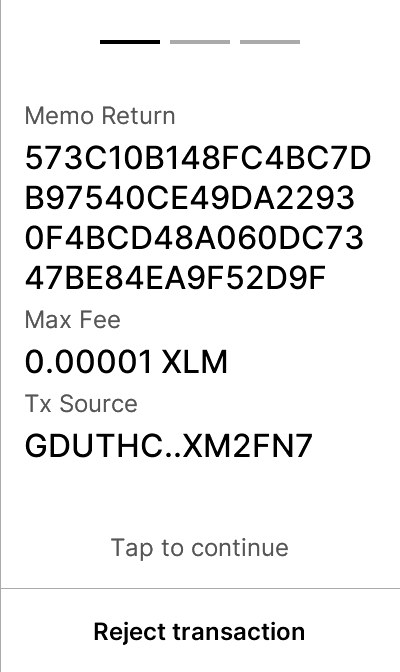 Memo Return
573C10B148FC4BC7D
B97540CE49DA2293
0F4BCD48A060DC73
47BE84EA9F52D9F
Max Fee
0.00001 XLM
Tx Source
GDUTHC..XM2FN7
Tap to continue
Reject transaction